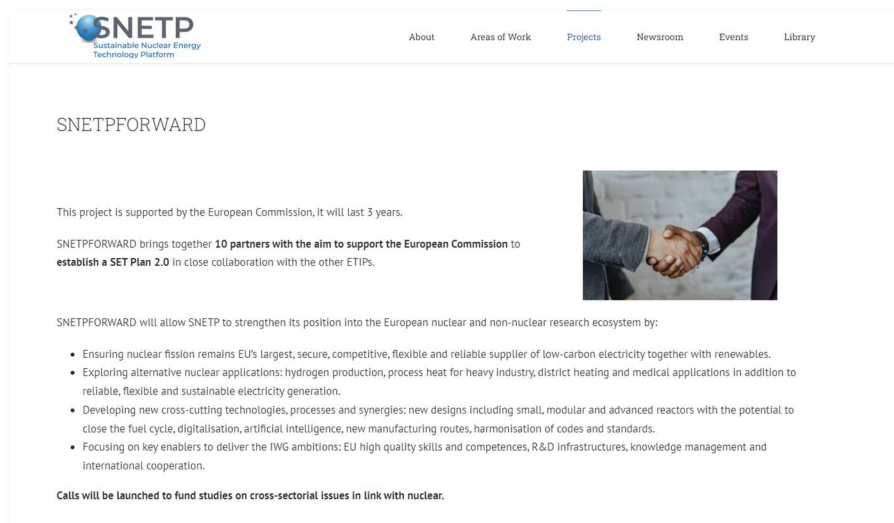 SNETP
Sustainable Nuclear Energy
Technology Platform
About
Areas of Work
Projects
Newsroom
Events
Library
SNETPFORWARD
This project is supported by the European Commission, it will last 3 years.
SNETPFORWARD brings together 10 partners with the aim to support the European Commission to
establish a SET Plan 2.0 in close collaboration with the other ETIPs.
SNETPFORWARD will allow SNETP to strengthen its position into the European nuclear and non-nuclear research ecosystem by:
• Ensuring nuclear fission remains EU's largest, secure, competitive, flexible and reliable supplier of low-carbon electricity together with renewables.
• Exploring alternative nuclear applications: hydrogen production, process heat for heavy industry, district heating and medical applications in addition to
reliable, flexible and sustainable electricity generation.
• Developing new cross-cutting technologies, processes and synergies: new designs including small, modular and advanced reactors with the potential to
close the fuel cycle, digitalisation, artificial intelligence, new manufacturing routes, harmonisation of codes and standards.
• Focusing on key enablers to deliver the IWG ambitions: EU high quality skills and competences, R&D infrastructures, knowledge management and
international cooperation.
Calls will be launched to fund studies on cross-sectorial issues in link with nuclear.